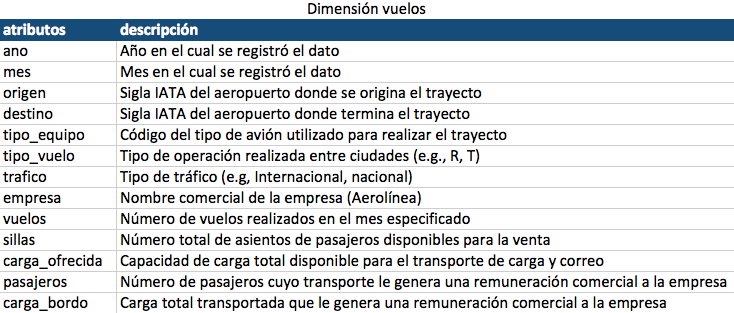 Dimensión vuelos
atributos descripción
ano Año en el cual se registró el dato
mes Mes en el cual se registró el dato
origen Sigla IATA del aeropuerto donde se origina el trayecto
destino Sigla IATA del aeropuerto donde termina el trayecto
tipo_equipo Código del tipo de avión utilizado para realizar el trayecto
tipo_vuelo Tipo de operación realizada entre ciudades (e.g., R, T)
trafico Tipo de tráfico (e.g, Internacional, nacional)
empresa Nombre comercial de la empresa (Aerolínea)
vuelos Número de vuelos realizados en el mes especificado
sillas Número total de asientos de pasajeros disponibles para la venta
carga_ofrecida Capacidad de carga total disponible para el transporte de carga y correo
pasajeros Número de pasajeros cuyo transporte le genera una remuneración comercial a la empresa
carga_bordo Carga total transportada que le genera una remuneración comercial a la empresa